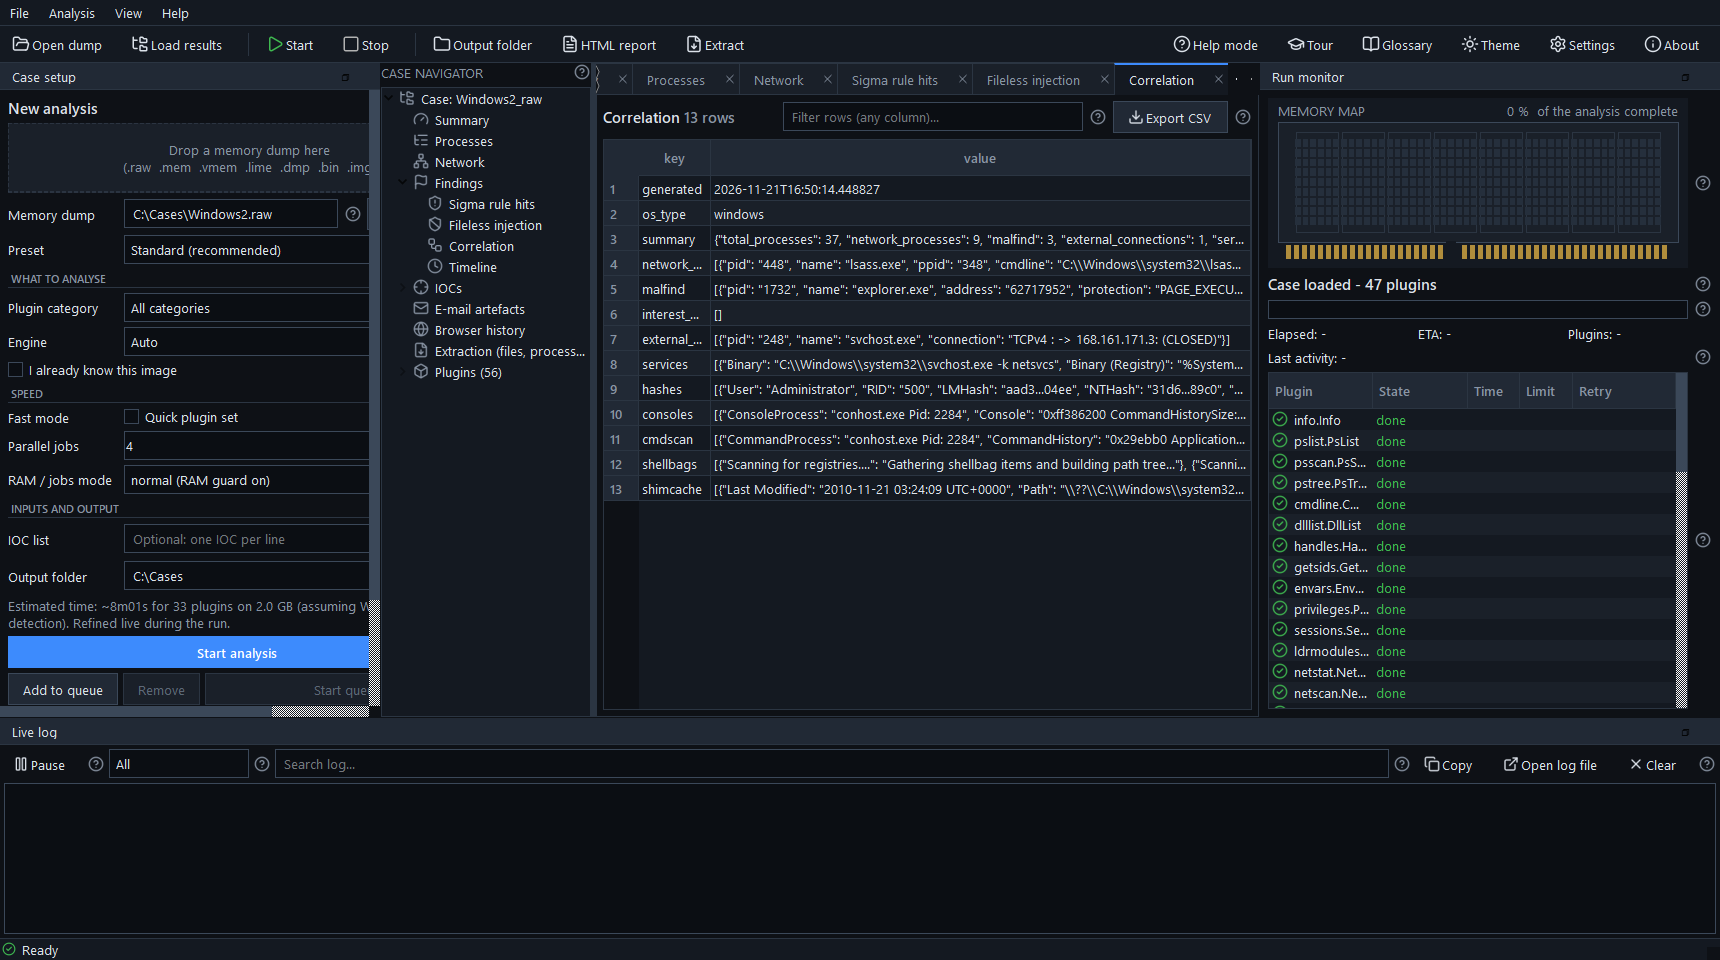 File Analysis View Help
Open dump Load results Start Stop Output folder HTML report Extract Help mode Tour Glossary Theme Settings About
Case setup
New analysis
Drop a memory dump here
(.raw .mem .vmem .lime .dmp .bin .img
Memory dump C:\Cases\Windows2.raw
Preset Standard (recommended)
WHAT TO ANALYSE
Plugin category All categories
Engine Auto
I already know this image
SPEED
Fast mode Quick plugin set
Parallel jobs 4
RAM / jobs mode normal (RAM guard on)
INPUTS AND OUTPUT
IOC list Optional: one IOC per line
Output folder C:\Cases
Estimated time: ~8m01s for 33 plugins on 2.0 GB (assuming
detection). Refined live during the run.
Start analysis
Add to queue Remove Start
CASE NAVIGATOR
Case: Windows2_raw
Summary
Processes
Network
Findings
Sigma rule hits
Fileless injection
Correlation
Timeline
IOCs
E-mail artefacts
Browser history
Extraction (files, process...
Plugins (56)
Processes Network Sigma rule hits Fileless injection Correlation
Correlation 13 rows Filter rows (any column)... Export CSV
key value
1 generated 2026-11-21T16:50:14.448827
2 os_type windows
3 summary {"total_processes": 37, "network_processes": 9, "malfind": 3, "external_connections": 1, "ser...
4 network_... [{"pid": "448", "name": "lsass.exe", "ppid": "348", "cmdline": "C:\\Windows\\system32\\lsas...
5 malfind [{"pid": "1732", "name": "explorer.exe", "address": "62717952", "protection": "PAGE_EXECU...
6 interest_... []
7 external_... [{"pid": "248", "name": "svchost.exe", "connection": "TCPv4 : -> 168.161.171.3: (CLOSED)"}]
8 services [{"Binary": "C:\\Windows\\system32\\svchost.exe -k netsvcs", "Binary (Registry)": "%System...
9 hashes [{"User": "Administrator", "RID": "500", "LMHash": "aad3...04ee", "NTHash": "31d6...89c0", "...
10 consoles [{"ConsoleProcess": "conhost.exe Pid: 2284", "Console": "0xff386200 CommandHistorySize:...
11 cmdscan [{"CommandProcess": "conhost.exe Pid: 2284", "CommandHistory": "0x29ebb0 Application...
12 shellbags [{"Scanning for registries....": "Gathering shellbag items and building path tree..."}, {"Scanni...
13 shimcache [{"Last Modified": "2010-11-21 03:24:09 UTC+0000", "Path": "\\??\\C:\\Windows\\system32...
Run monitor
MEMORY MAP 0 % of the analysis complete
Case loaded - 47 plugins
Elapsed: - ETA: - Plugins: -
Last activity: -
Plugin State Time Limit Retry
info.Info done
pslist.PsList done
psscan.PsS... done
pstree.PsTr... done
cmdline.C... done
dlllist.DllList done
handles.Ha... done
getsids.Get... done
envars.Env... done
privileges.P... done
sessions.Se... done
ldrmodules... done
netstat.Net... done
netscan.Ne... done
Live log
Pause All Search log... Copy Open log file Clear
Ready